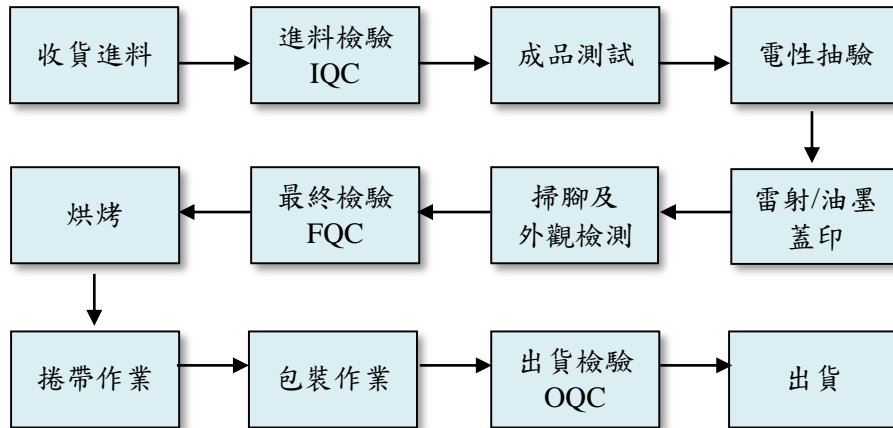 收貨進料
進料檢驗
IQC
成品測試
電性抽驗
雷射/油墨
蓋印
掃腳及
外觀檢測
最終檢驗
FQC
烘烤
捲帶作業
包裝作業
出貨檢驗
OQC
出貨